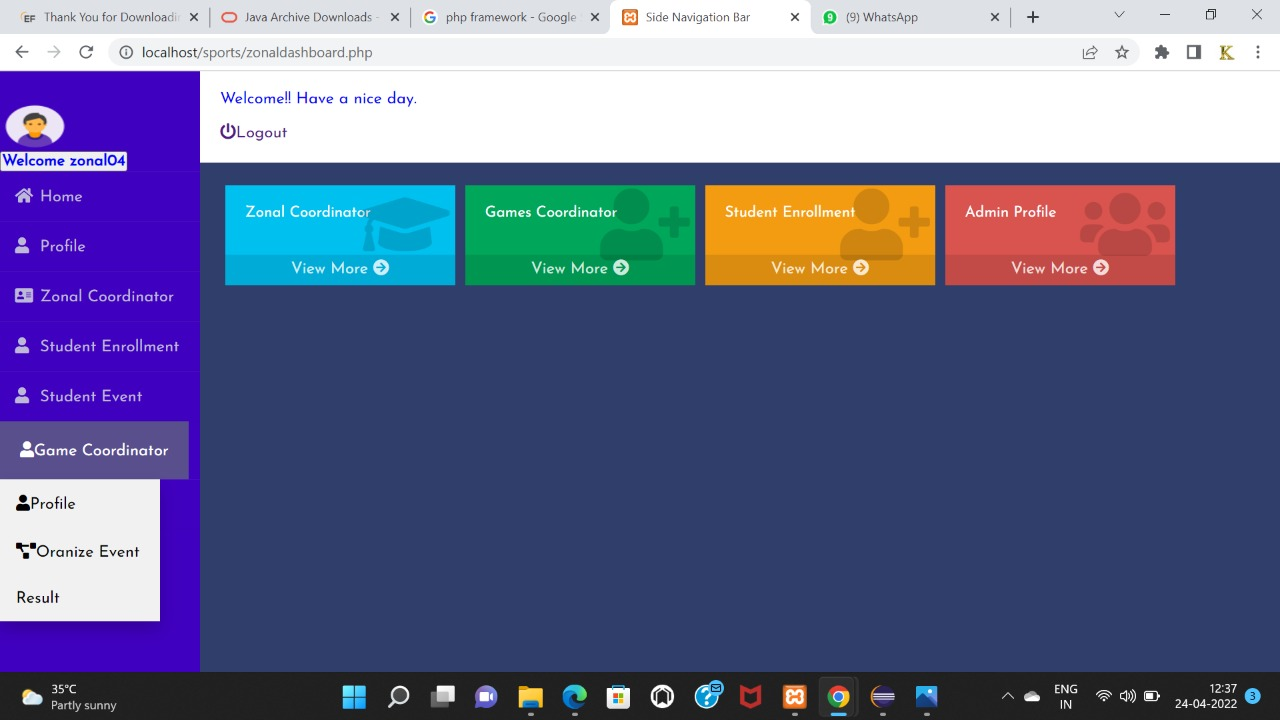 Thank You for Downloadi
Java Archive Downloads -
php framework - Google
Side Navigation Bar
(9) WhatsApp
localhost/sports/zonaldashboard.php
Welcome!! Have a nice day.
Logout
Welcome zonal04
Home
Profile
Zonal Coordinator
Student Enrollment
Student Event
Game Coordinator
Profile
Oranize Event
Result
Zonal Coordinator
View More
Games Coordinator
View More
Student Enrollment
View More
Admin Profile
View More
35°C
Partly sunny
ENG
IN
12:37
24-04-2022
3